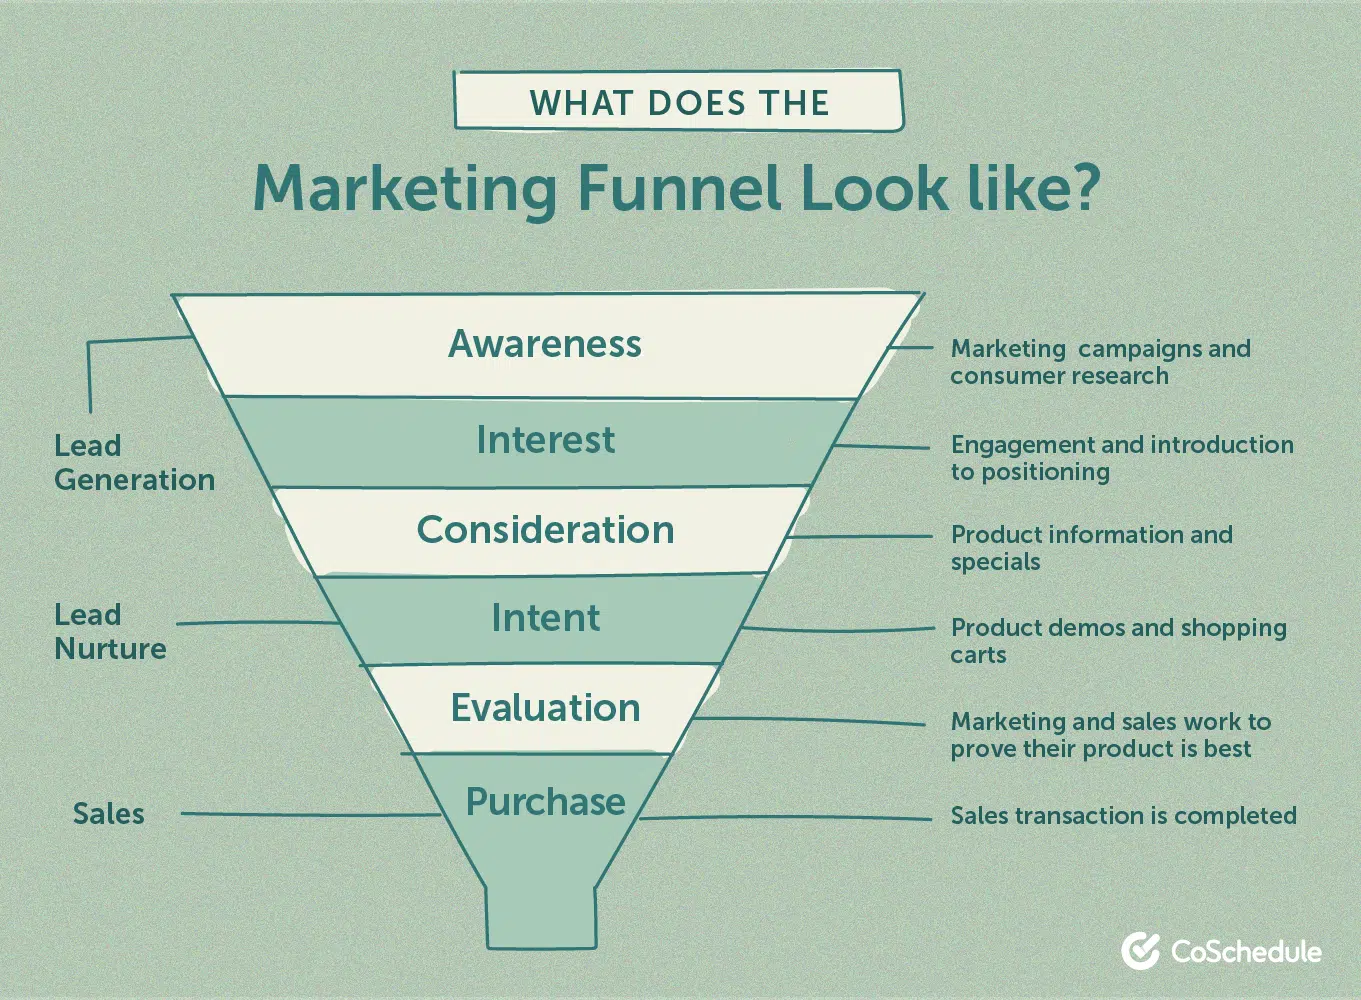 WHAT DOES THE
Marketing Funnel Look like?
Awareness
Marketing campaigns and
consumer research
Lead
Generation
Interest
Engagement and introduction
to positioning
Consideration
Product information and
specials
Lead
Nurture
Intent
Product demos and shopping
carts
Evaluation
Marketing and sales work to
prove their product is best
Sales
Purchase
Sales transaction is completed
CoSchedule